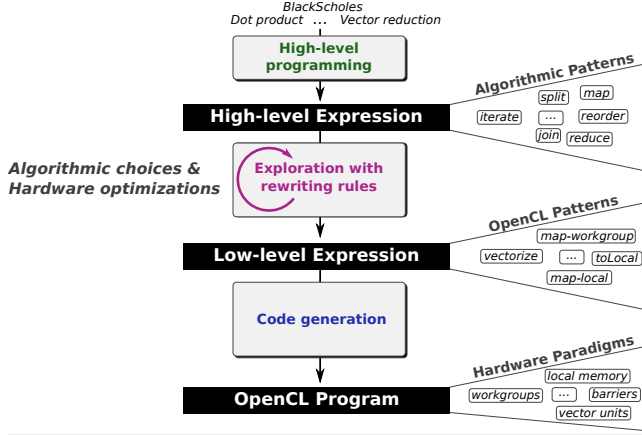 BlackScholes
Dot product ... Vector reduction
High-level
programming
Algorithmic Patterns
split
map
iterate
...
reorder
join
reduce
High-level Expression
Algorithmic choices &
Hardware optimizations
Exploration with
rewriting rules
OpenCL Patterns
map-workgroup
vectorize
...
toLocal
map-local
Low-level Expression
Code generation
Hardware Paradigms
local memory
workgroups
...
barriers
vector units
OpenCL Program